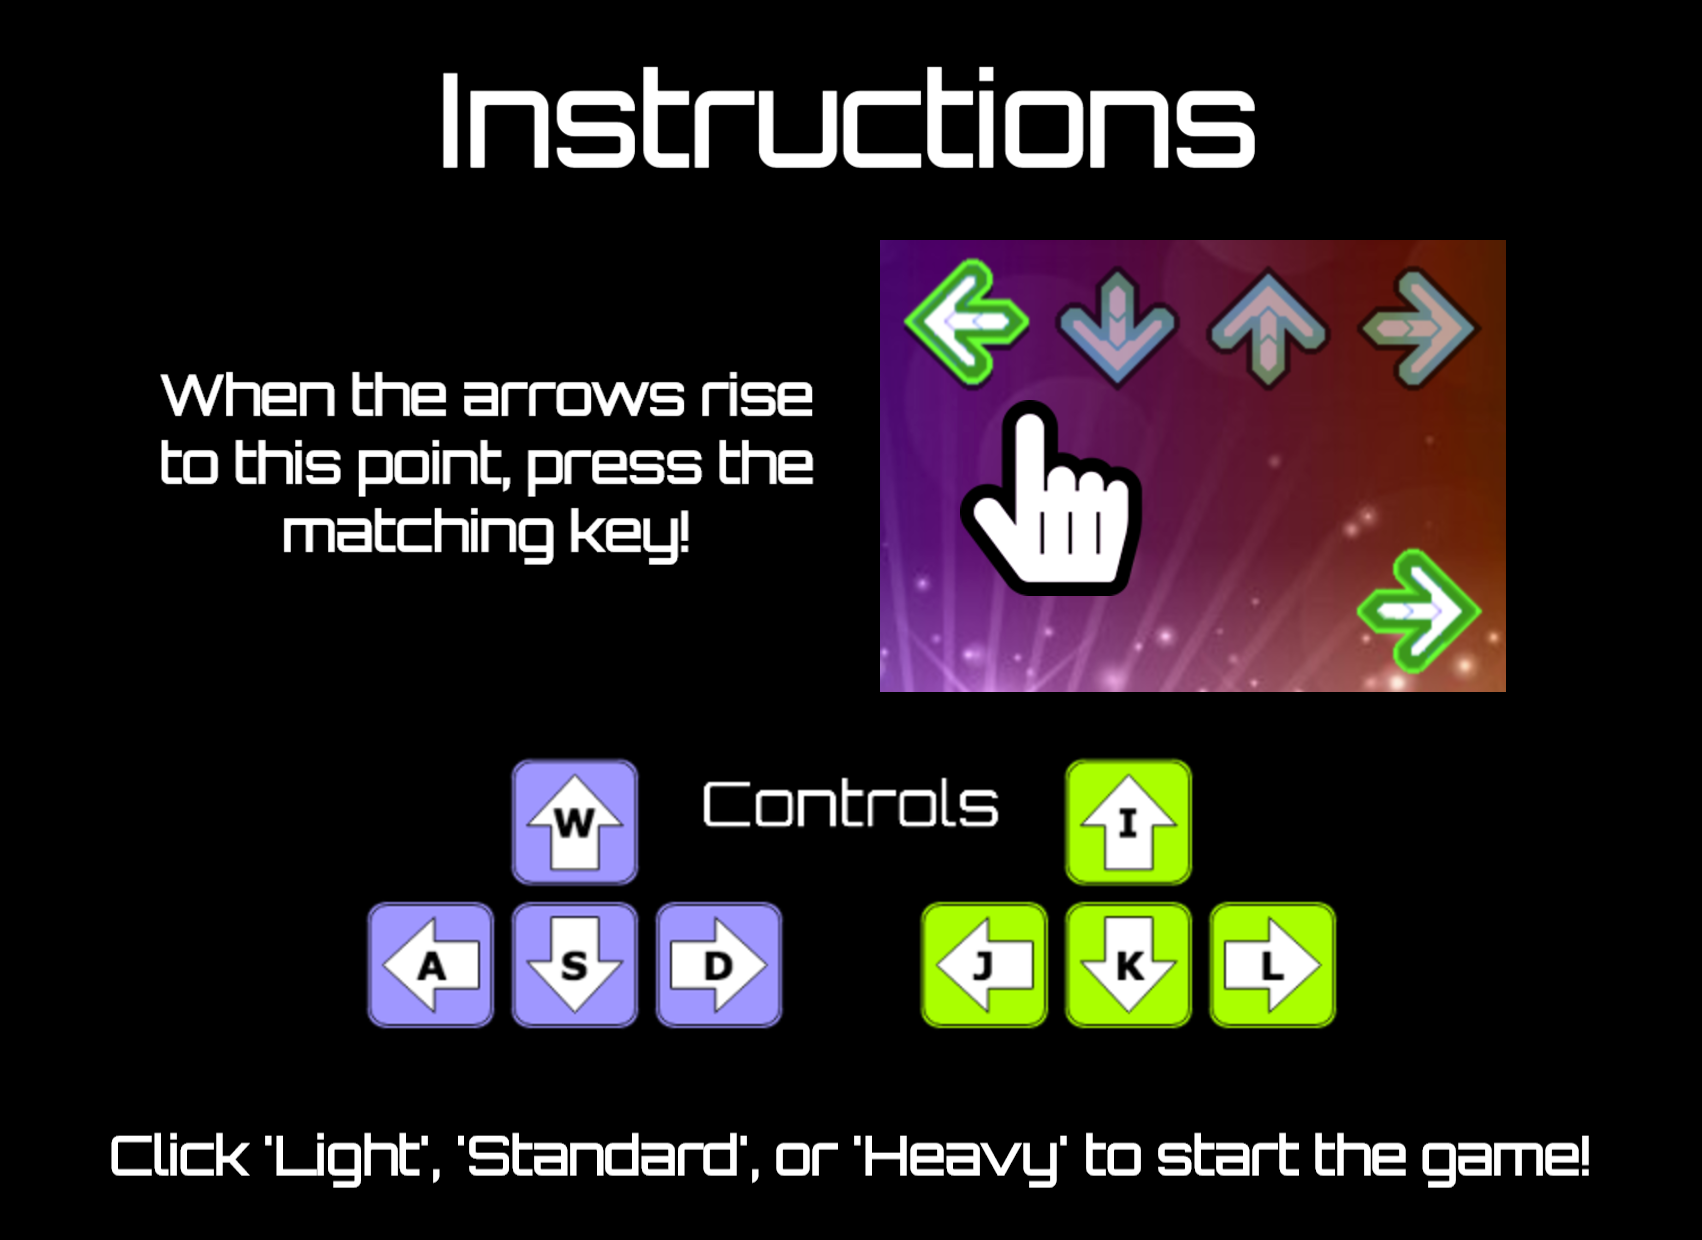 Instructions
When the arrows rise
to this point, press the
matching key!
Controls
W
I
A
S
D
J
K
L
Click 'Light', 'Standard', or 'Heavy' to start the game!